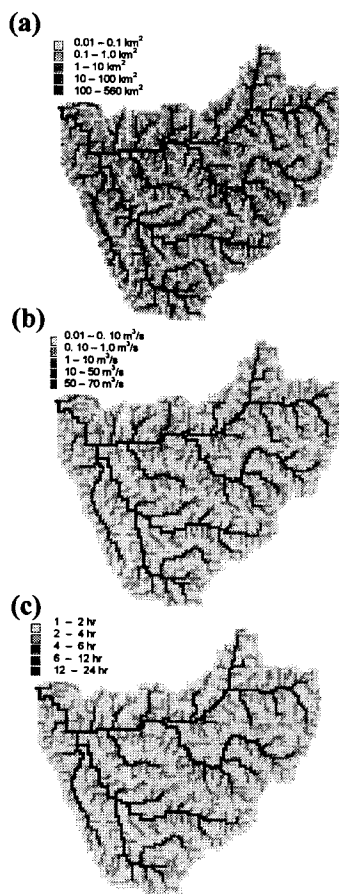 (a)
0.01 – 0.1 km²
0.1 – 1.0 km²
1 – 10 km²
10 – 100 km²
100 – 560 km²
(b)
0.01 – 0. 10 m³/s
0. 10 – 1.0 m³/s
1 – 10 m³/s
10 – 50 m³/s
50 – 70 m³/s
(c)
1 – 2 hr
2 – 4 hr
4 – 6 hr
6 – 12 hr
12 – 24 hr